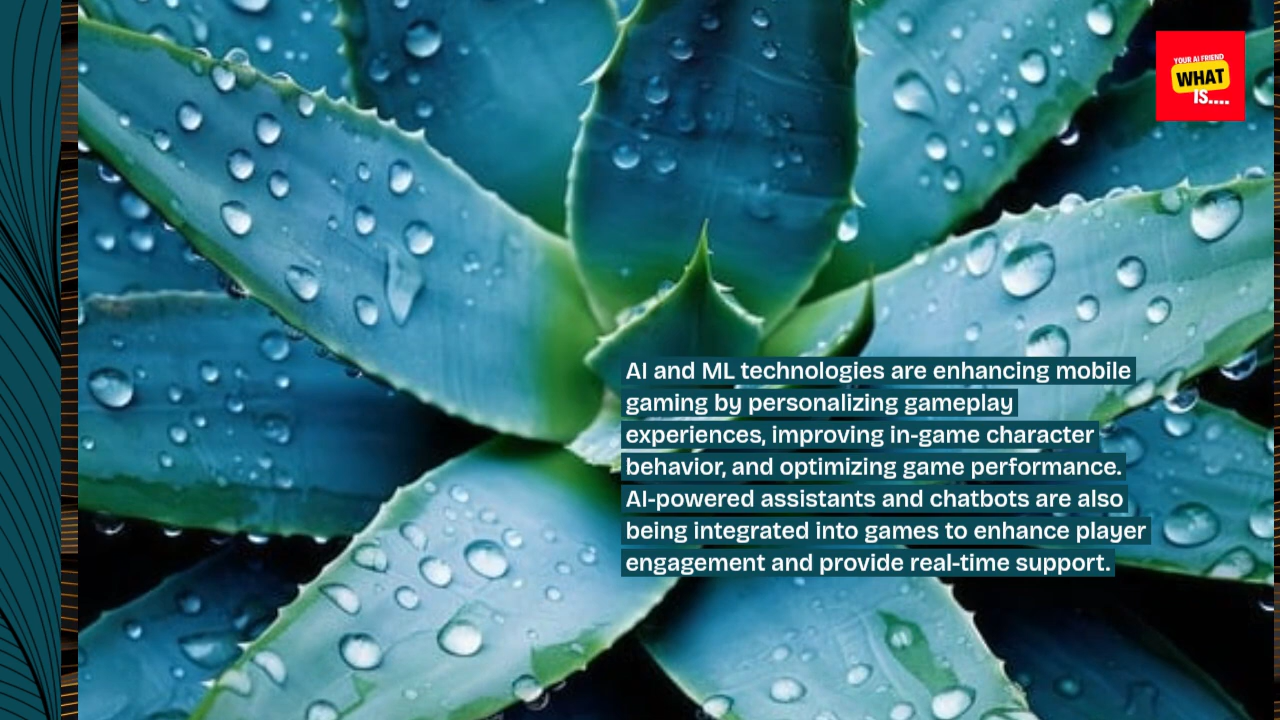 YOUR AI FRIEND
WHAT
IS....
AI and ML technologies are enhancing mobile
gaming by personalizing gameplay
experiences, improving in-game character
behavior, and optimizing game performance.
AI-powered assistants and chatbots are also
being integrated into games to enhance player
engagement and provide real-time support.